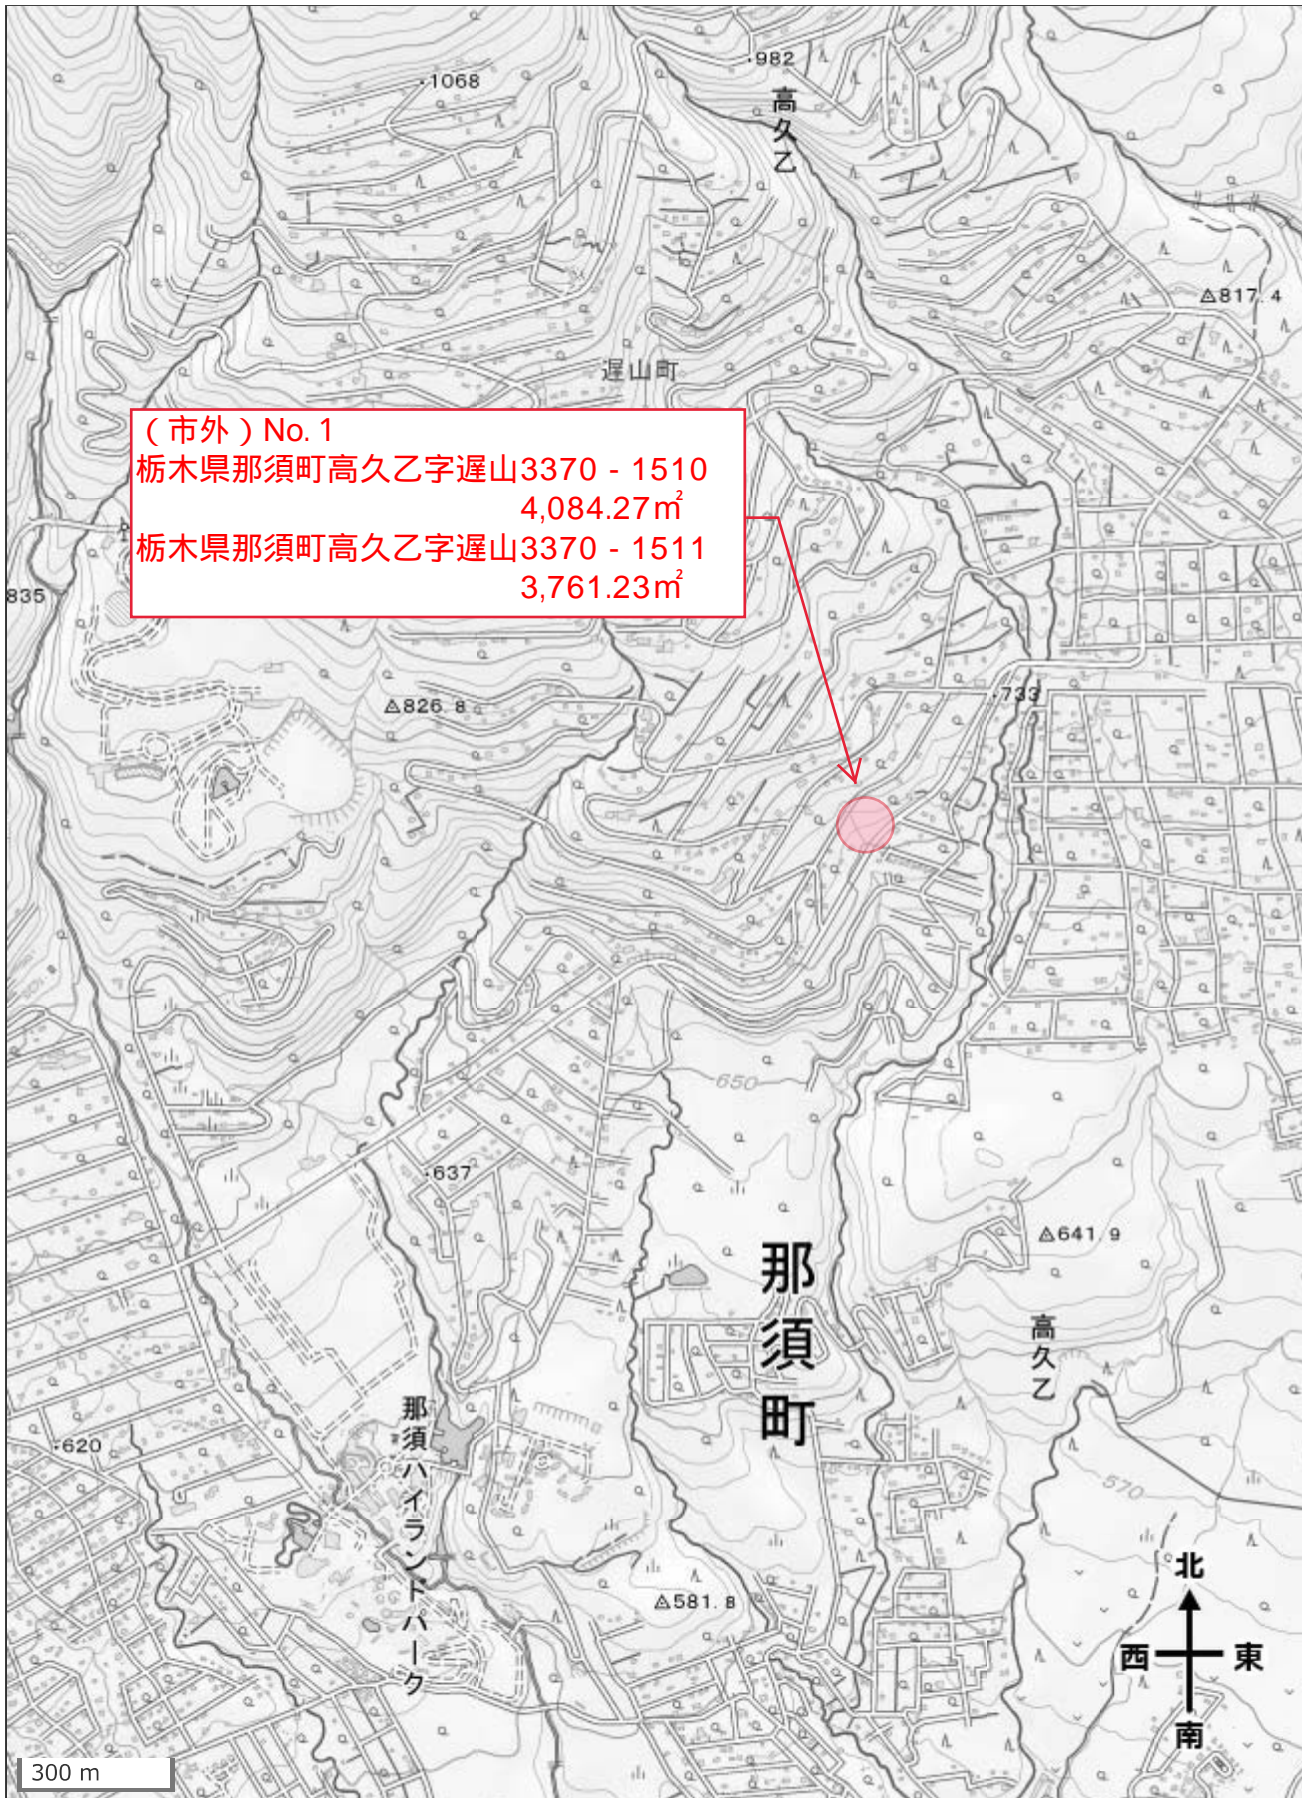 982
1068
高久乙
817.4
遅山町
（市外）No.1
栃木県那須町高久乙字遅山3370 - 1510
4,084.27㎡
栃木県那須町高久乙字遅山3370 - 1511
3,761.23㎡
835
733
826.8
650
637
641.9
那須町
高久乙
那須ハイランドパーク
620
570
581.8
北
西 東
南
300 m